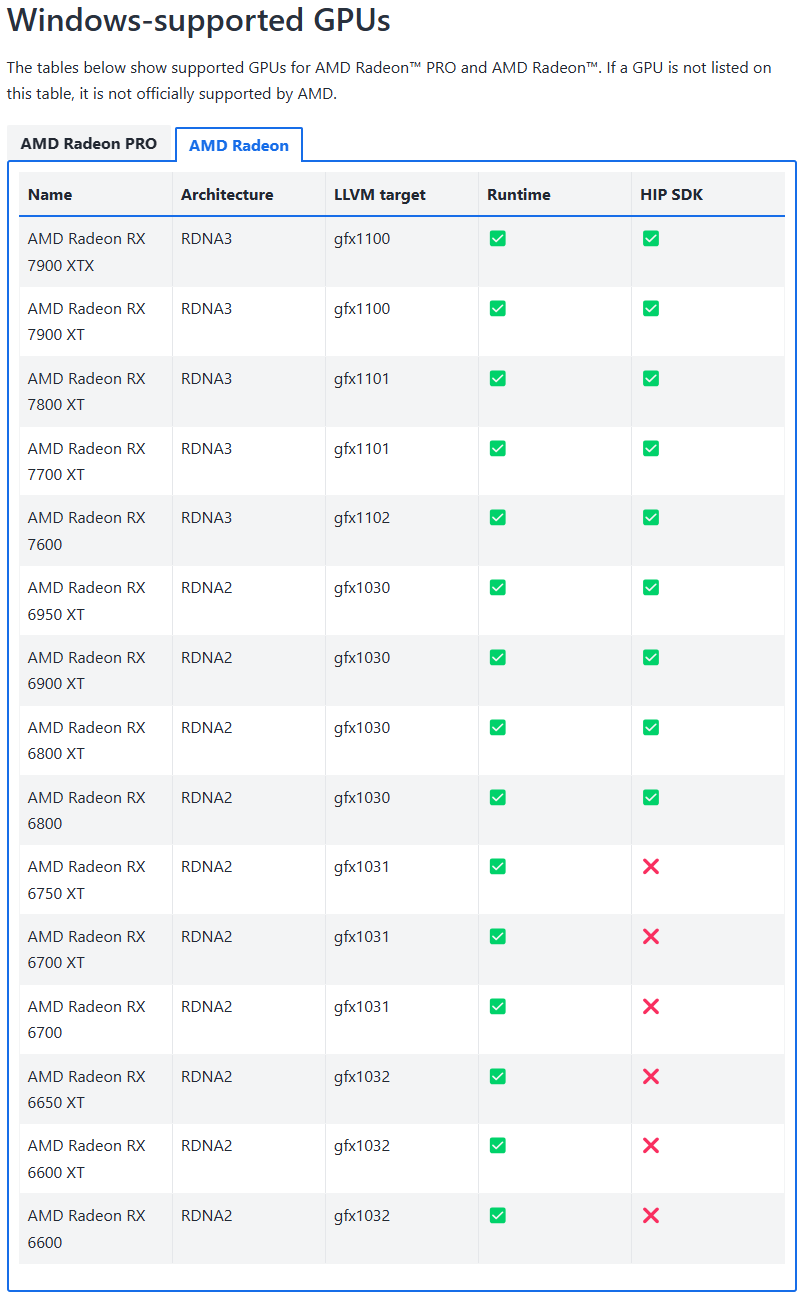 Windows-supported GPUs
The tables below show supported GPUs for AMD Radeon™ PRO and AMD Radeon™. If a GPU is not listed on
this table, it is not officially supported by AMD.
AMD Radeon PRO AMD Radeon
Name Architecture LLVM target Runtime HIP SDK
AMD Radeon RX RDNA3 gfx1100 ✅ ✅
7900 XTX
AMD Radeon RX RDNA3 gfx1100 ✅ ✅
7900 XT
AMD Radeon RX RDNA3 gfx1101 ✅ ✅
7800 XT
AMD Radeon RX RDNA3 gfx1101 ✅ ✅
7700 XT
AMD Radeon RX RDNA3 gfx1102 ✅ ✅
7600
AMD Radeon RX RDNA2 gfx1030 ✅ ✅
6950 XT
AMD Radeon RX RDNA2 gfx1030 ✅ ✅
6900 XT
AMD Radeon RX RDNA2 gfx1030 ✅ ✅
6800 XT
AMD Radeon RX RDNA2 gfx1030 ✅ ✅
6800
AMD Radeon RX RDNA2 gfx1031 ✅ ❌
6750 XT
AMD Radeon RX RDNA2 gfx1031 ✅ ❌
6700 XT
AMD Radeon RX RDNA2 gfx1031 ✅ ❌
6700
AMD Radeon RX RDNA2 gfx1032 ✅ ❌
6650 XT
AMD Radeon RX RDNA2 gfx1032 ✅ ❌
6600 XT
AMD Radeon RX RDNA2 gfx1032 ✅ ❌
6600